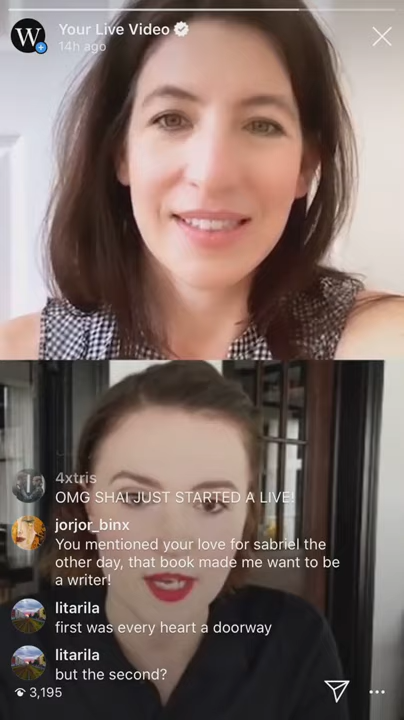 W
Your Live Video
14h ago
4xtris
OMG SHAI JUST STARTED A LIVE!
jorjor_binx
You mentioned your love for sabriel the
other day, that book made me want to be
a writer!
litarila
first was every heart a doorway
litarila
but the second?
3,195